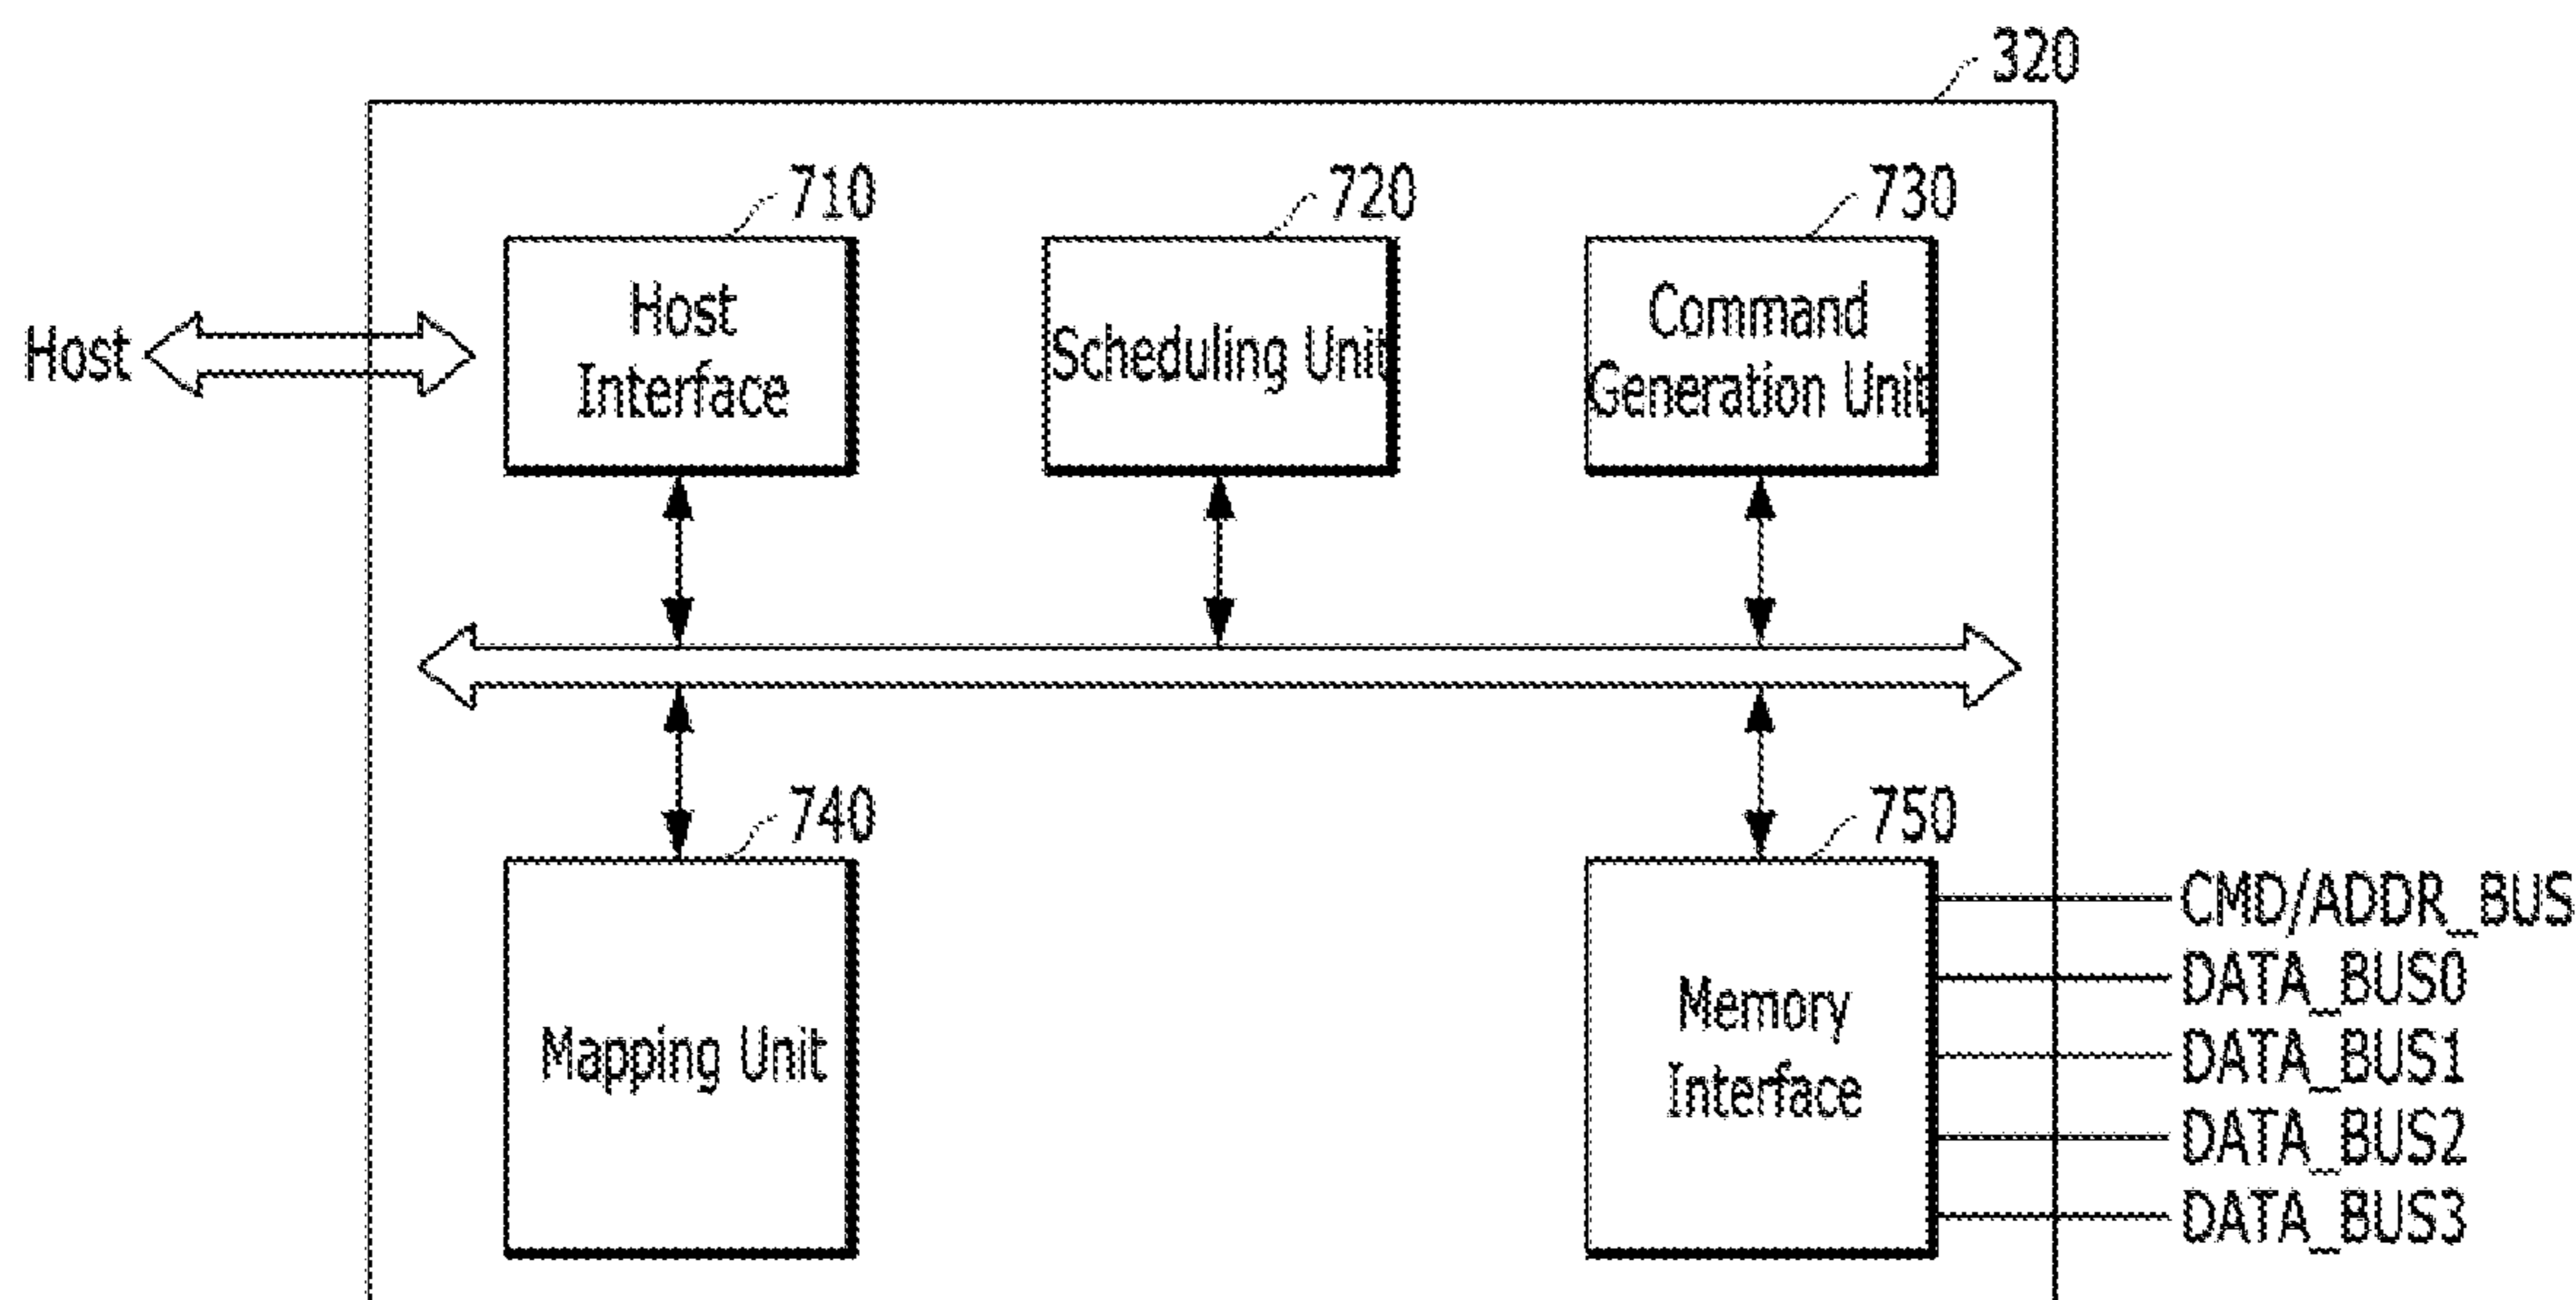 320
710
720
730
Host
Host
Interface
Scheduling Unit
Command
Generation Unit
740
750
Mapping Unit
Memory
Interface
CMD/ADDR_BUS
DATA_BUS0
DATA_BUS1
DATA_BUS2
DATA_BUS3